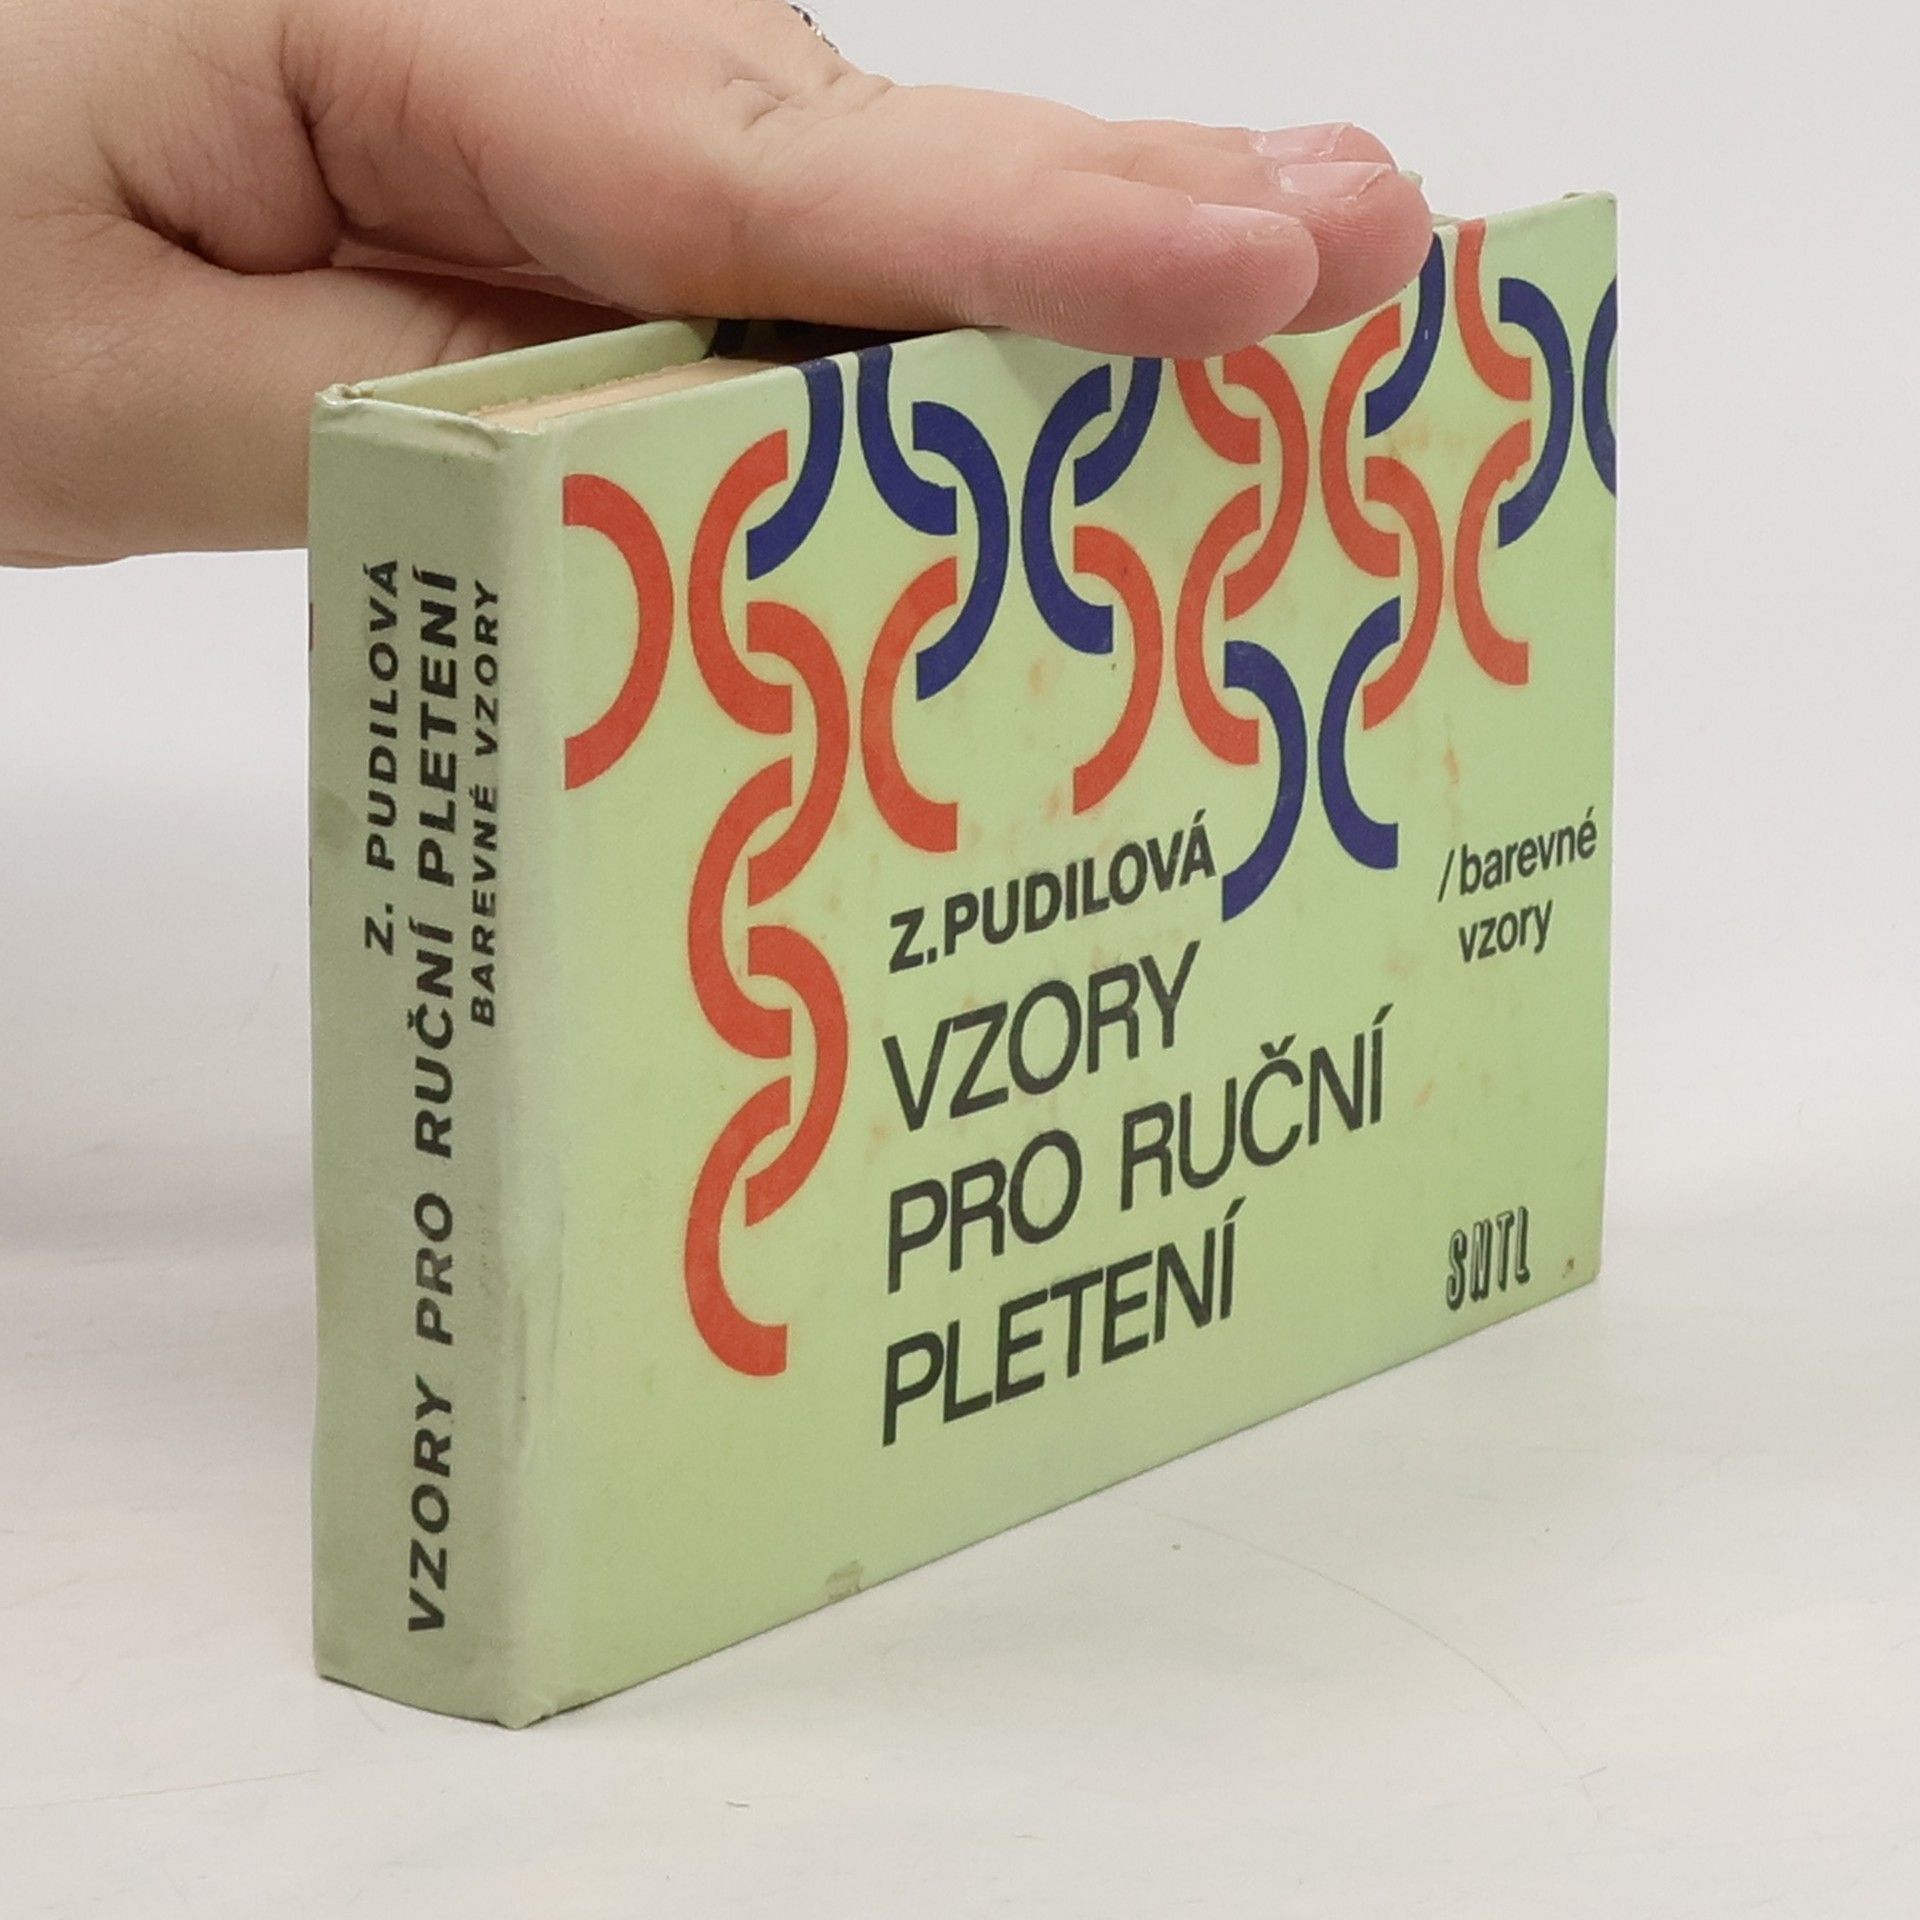 Z. PUDILOVÁ
VZORY PRO RUČNÍ PLETENÍ
BAREVNÉ VZORY
Z.PUDILOVÁ
VZORY
PRO RUČNÍ
PLETENÍ
/barevné
vzory
SNTL